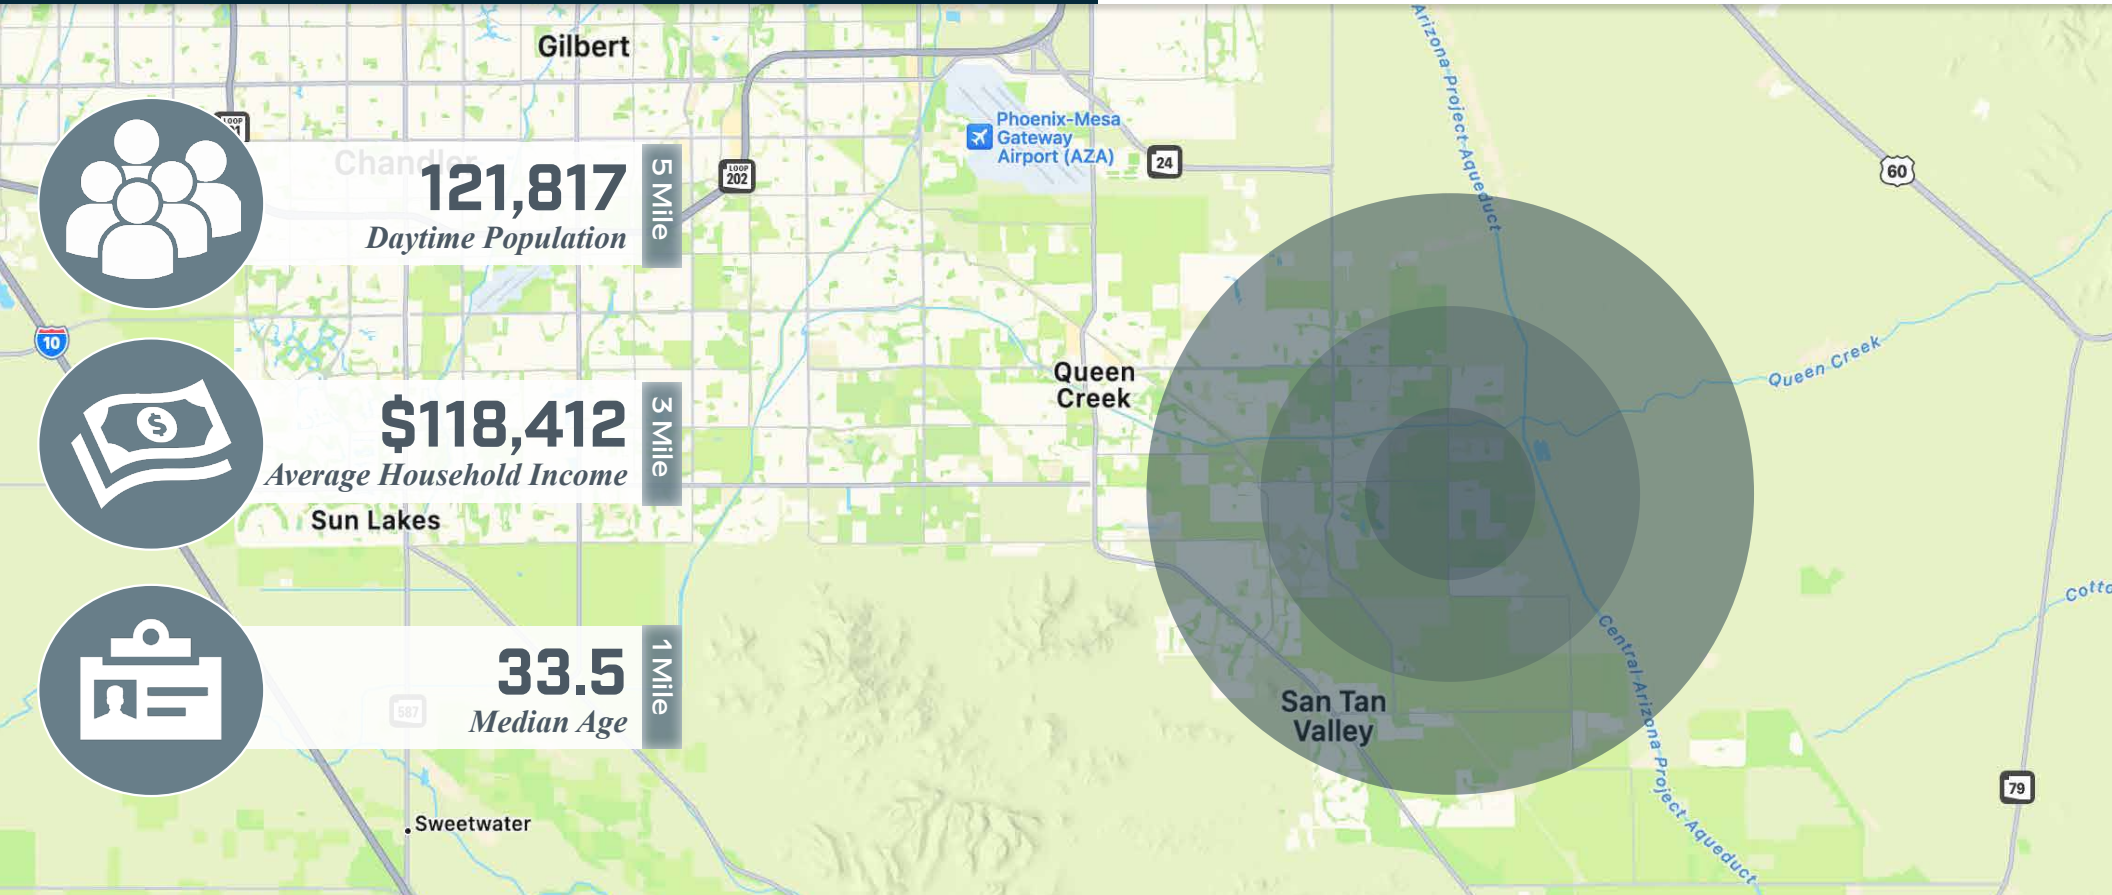 Gilbert
Arizona Project Aqueduct
LOOP
Phoenix-Mesa
Gateway
Airport (AZA)
24
60
LOOP
202
Chandler
121,817
Daytime Population
5 Mile
10
Queen
Creek
Queen Creek
$118,412
Average Household Income
3 Mile
Sun Lakes
Central Arizona Project Aqueduct
33.5
Median Age
1 Mile
587
San Tan
Valley
79
Sweetwater